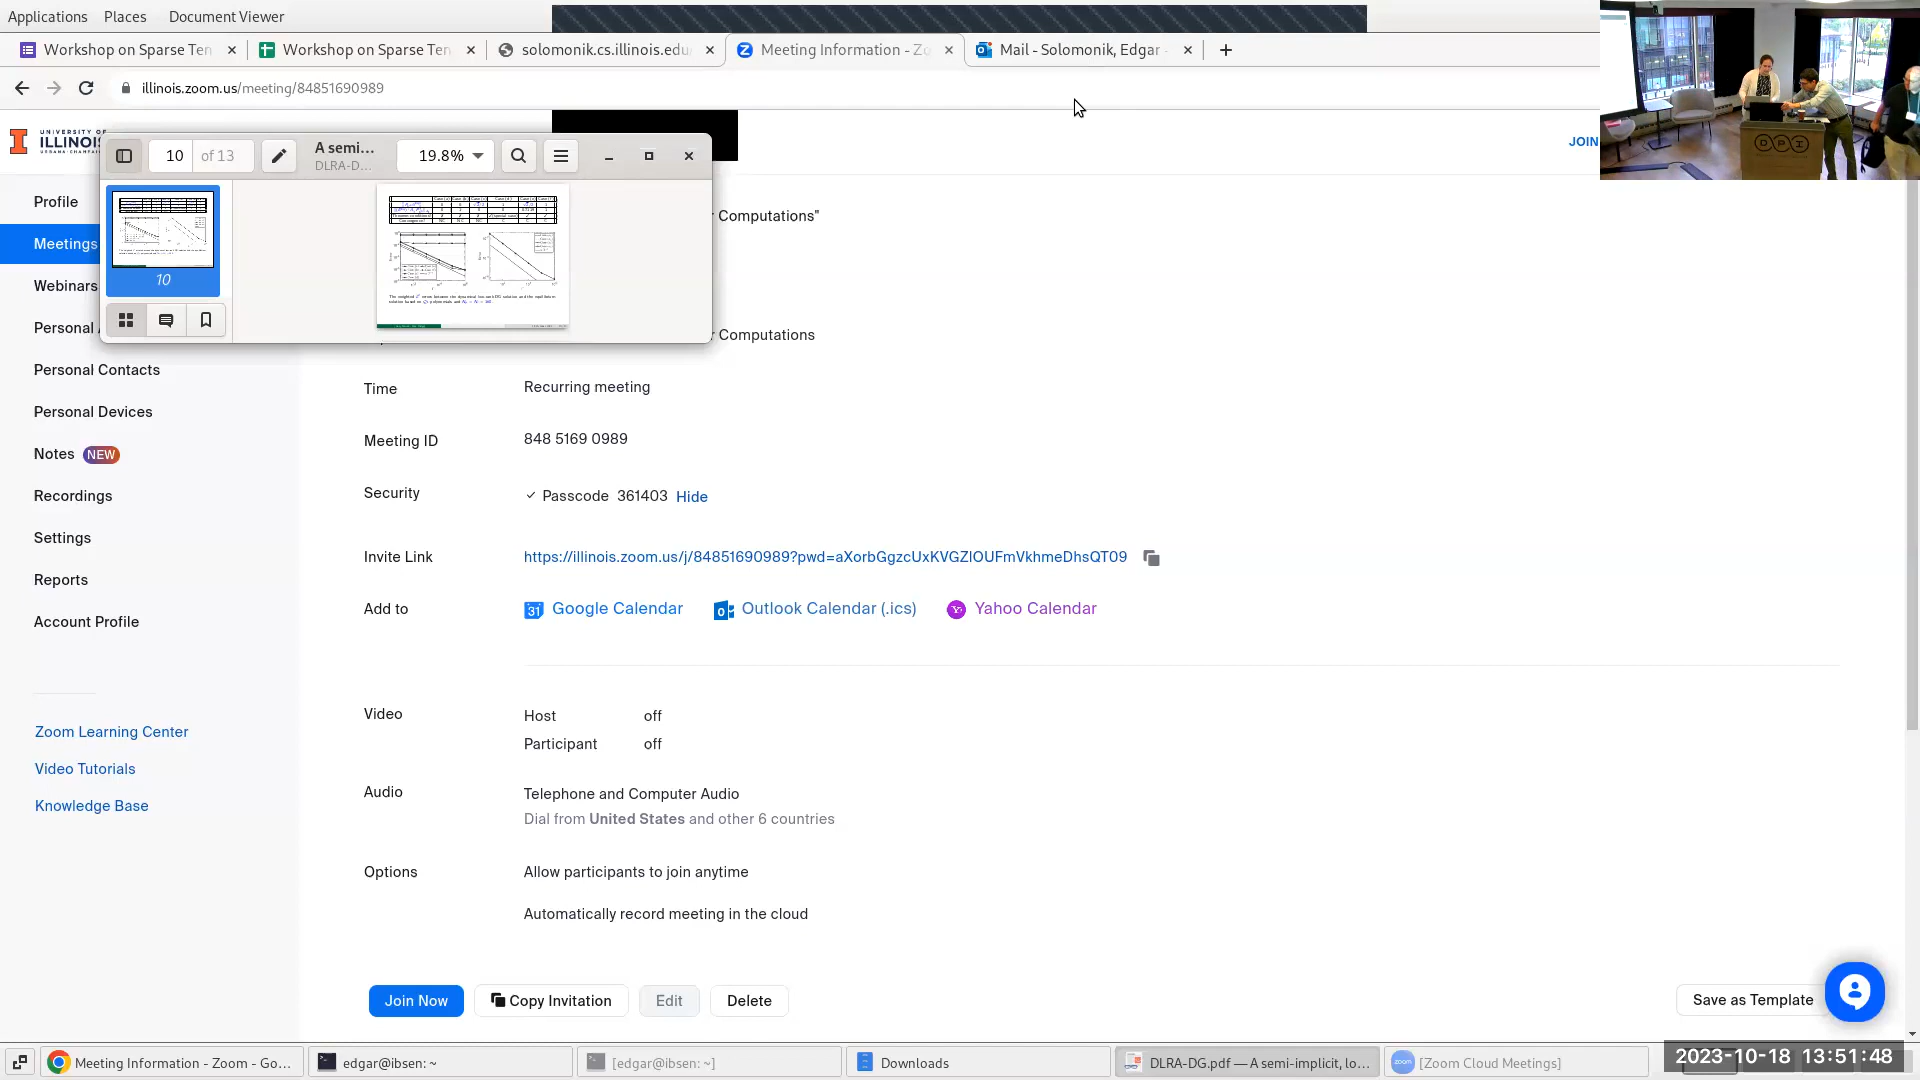 Applications Places Document Viewer
Workshop on Sparse Ten
Workshop on Sparse Ten
solomonik.cs.illinois.edu
Meeting Information - Zo
Mail - Solomonik, Edgar -
illinois.zoom.us/meeting/84851690989
UNIVERSITY OF
ILLINOIS
JOIN
10 of 13
A semi...
DLRA-D...
19.8%
Profile
Computations"
Meetings
10
Webinars
Personal
Computations
Personal Contacts
Time Recurring meeting
Personal Devices
Meeting ID 848 5169 0989
Notes NEW
Recordings
Security Passcode 361403 Hide
Settings
Invite Link https://illinois.zoom.us/j/84851690989?pwd=aXorbGgzcUxKVGZlOUFmVkhmeDhsQT09
Reports
Add to 31 Google Calendar Outlook Calendar (.ics) Yahoo Calendar
Account Profile
Video Host off
Participant off
Zoom Learning Center
Video Tutorials
Knowledge Base
Audio Telephone and Computer Audio
Dial from United States and other 6 countries
Options Allow participants to join anytime
Automatically record meeting in the cloud
Join Now Copy Invitation Edit Delete
Save as Template
Meeting Information - Zoom - Go...
edgar@ibsen: ~
[edgar@ibsen: ~]
Downloads
DLRA-DG.pdf — A semi-implicit, lo...
[Zoom Cloud Meetings]
2023-10-18 13:51:48
DPI